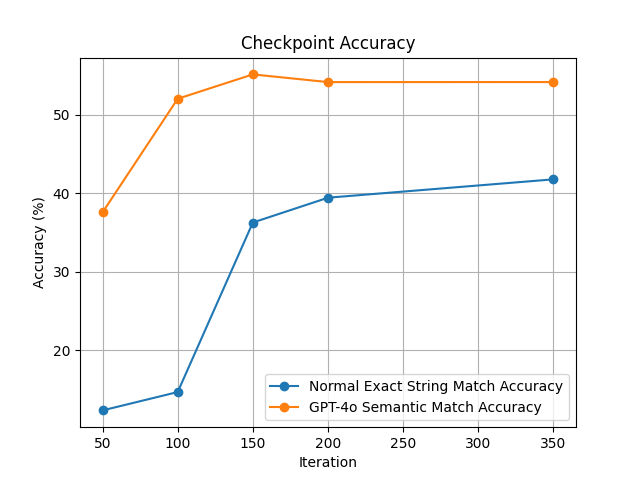 Checkpoint Accuracy
Accuracy (%)
50
40
30
20
Normal Exact String Match Accuracy
GPT-4o Semantic Match Accuracy
50 100 150 200 250 300 350
Iteration